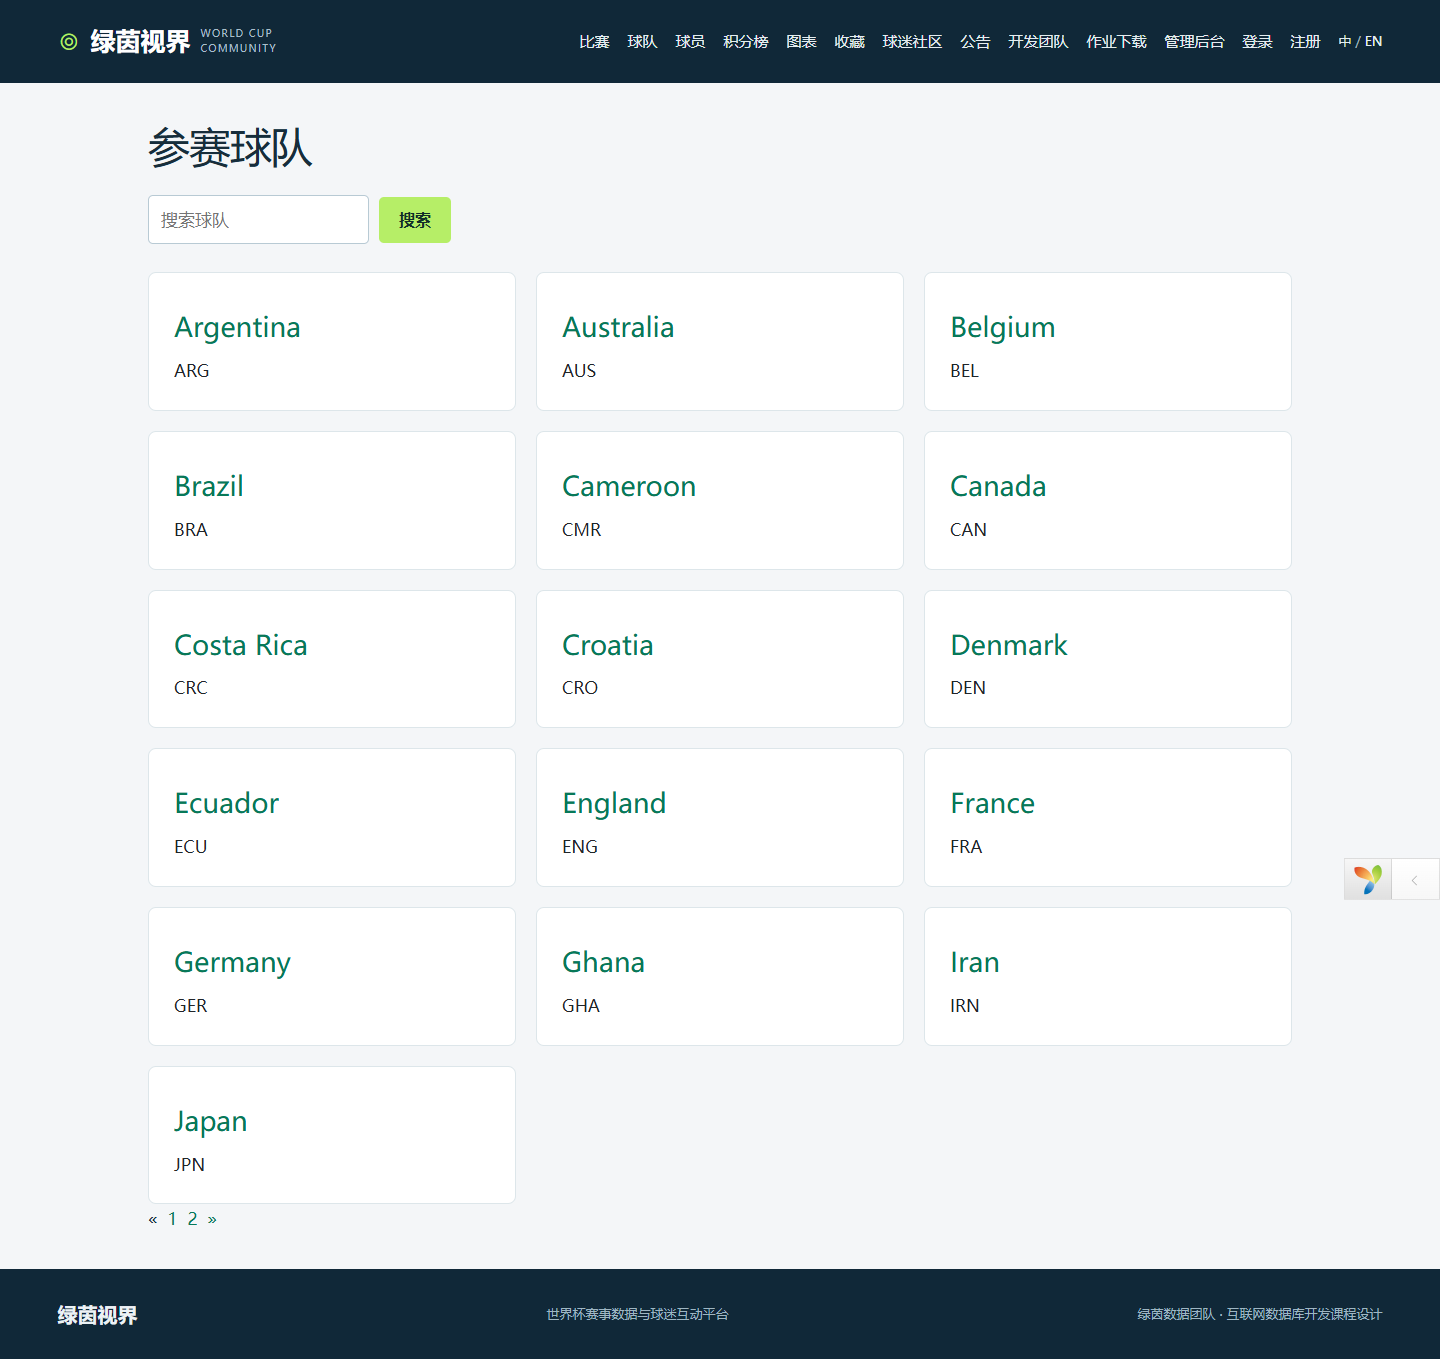 绿茵视界 WORLD CUP COMMUNITY 比赛 球队 球员 积分榜 图表 收藏 球迷社区 公告 开发团队 作业下载 管理后台 登录 注册 中 / EN
参赛球队
搜索球队 搜索
Argentina
ARG
Australia
AUS
Belgium
BEL
Brazil
BRA
Cameroon
CMR
Canada
CAN
Costa Rica
CRC
Croatia
CRO
Denmark
DEN
Ecuador
ECU
England
ENG
France
FRA
Germany
GER
Ghana
GHA
Iran
IRN
Japan
JPN
« 1 2 »
绿茵视界 世界杯赛事数据与球迷互动平台 绿茵数据团队 · 互联网数据库开发课程设计